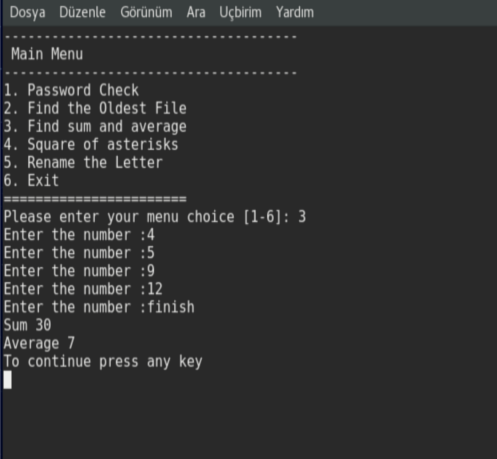 Dosya Düzenle Görünüm Ara Uçbirim Yardım
-------------------------------------
Main Menu
-------------------------------------
1. Password Check
2. Find the Oldest File
3. Find sum and average
4. Square of asterisks
5. Rename the Letter
6. Exit
=======================
Please enter your menu choice [1-6]: 3
Enter the number :4
Enter the number :5
Enter the number :9
Enter the number :12
Enter the number :finish
Sum 30
Average 7
To continue press any key